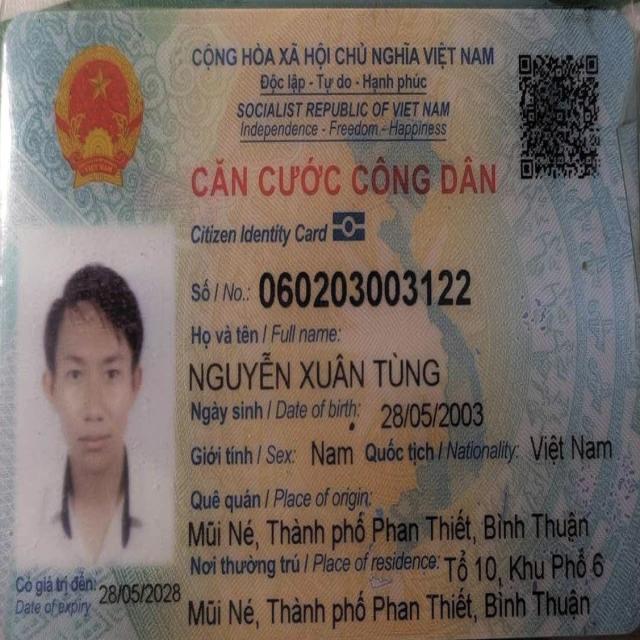 CỘNG HÒA XÃ HỘI CHỦ NGHĨA VIỆT NAM
Độc lập - Tự do - Hạnh phúc
SOCIALIST REPUBLIC OF VIET NAM
Independence - Freedom - Happiness
CĂN CƯỚC CÔNG DÂN
Citizen Identity Card
Số / No.: 060203003122
Họ và tên / Full name:
NGUYỄN XUÂN TÙNG
Ngày sinh / Date of birth: 28/05/2003
Giới tính / Sex: Nam Quốc tịch / Nationality: Việt Nam
Quê quán / Place of origin:
Mũi Né, Thành phố Phan Thiết, Bình Thuận
Nơi thường trú / Place of residence: Tổ 10, Khu Phố 6
Mũi Né, Thành phố Phan Thiết, Bình Thuận
Có giá trị đến: 28/05/2028
Date of expiry